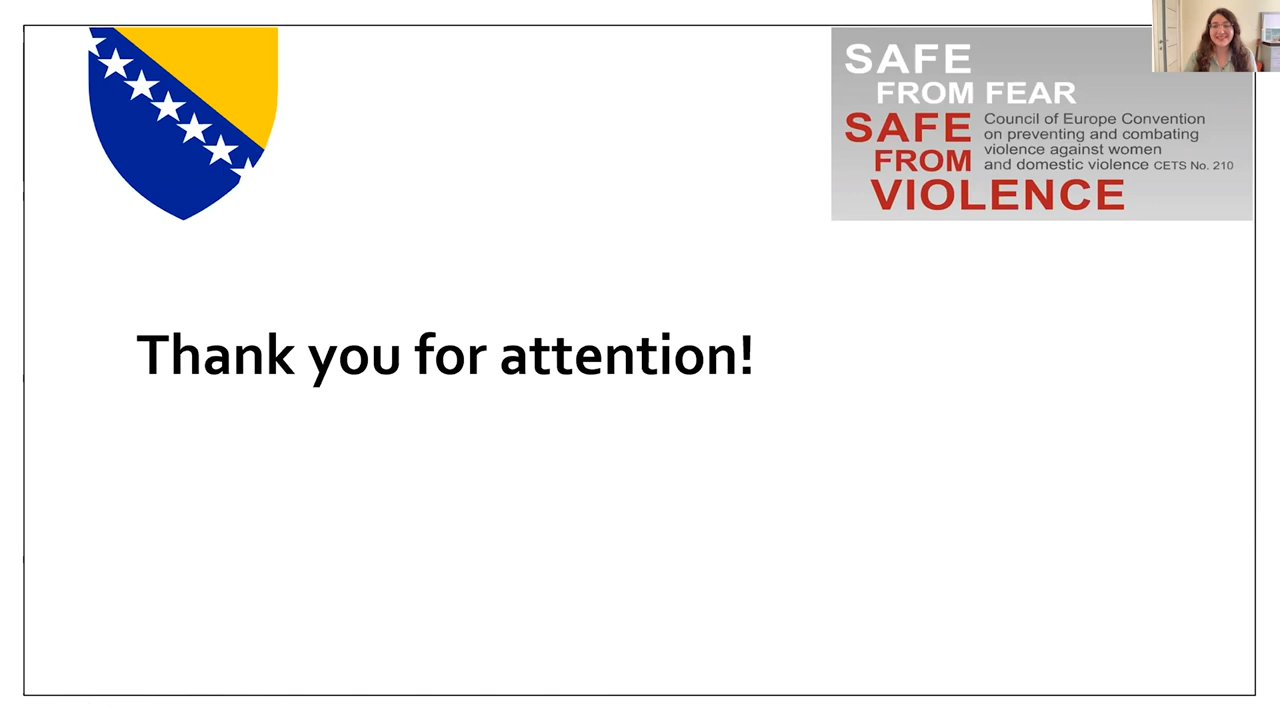 SAFE
FROM FEAR
SAFE
FROM
VIOLENCE
Council of Europe Convention
on preventing and combating
violence against women
and domestic violence CETS No. 210
Thank you for attention!